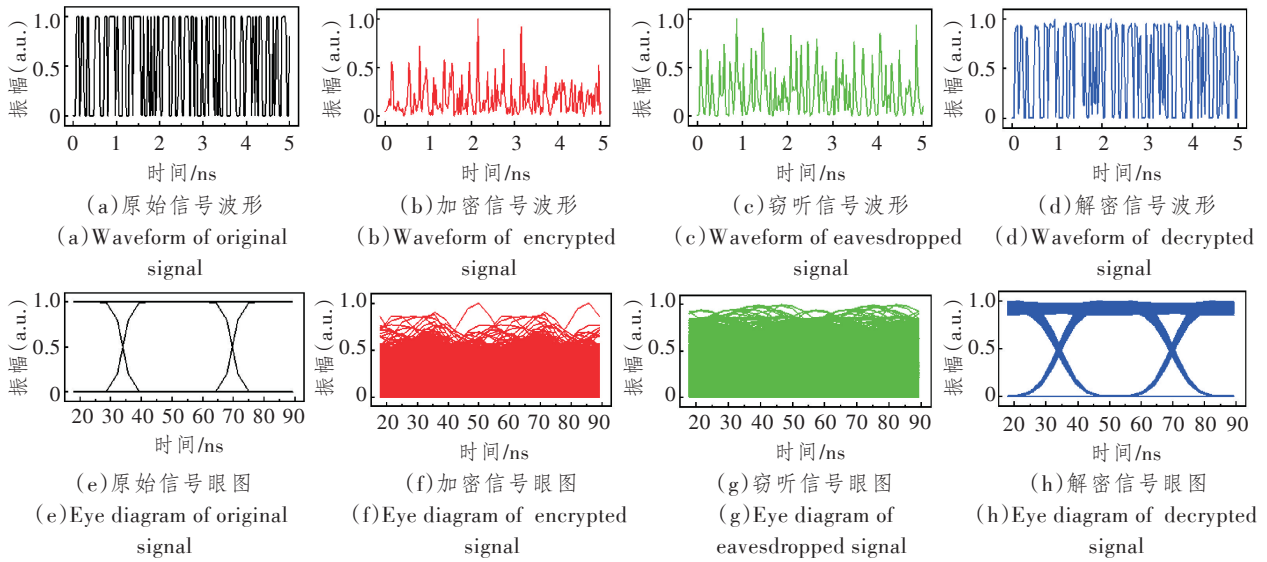 振幅(a.u.)
1.0
0.5
0
0 1 2 3 4 5
时间/ns
(a)原始信号波形
(a)Waveform of original
signal
振幅(a.u.)
1.0
0.5
0
0 1 2 3 4 5
时间/ns
(b)加密信号波形
(b)Waveform of encrypted
signal
振幅(a.u.)
1.0
0.5
0
0 1 2 3 4 5
时间/ns
(c)窃听信号波形
(c)Waveform of eavesdropped
signal
振幅(a.u.)
1.0
0.5
0
0 1 2 3 4 5
时间/ns
(d)解密信号波形
(d)Waveform of decrypted
signal
振幅(a.u.)
1.0
0.5
0
20 30 40 50 60 70 80 90
时间/ns
(e)原始信号眼图
(e)Eye diagram of original
signal
振幅(a.u.)
1.0
0.5
0
20 30 40 50 60 70 80 90
时间/ns
(f)加密信号眼图
(f)Eye diagram of encrypted
signal
振幅(a.u.)
1.0
0.5
0
20 30 40 50 60 70 80 90
时间/ns
(g)窃听信号眼图
(g)Eye diagram of
eavesdropped signal
振幅(a.u.)
1.0
0.5
0
20 30 40 50 60 70 80 90
时间/ns
(h)解密信号眼图
(h)Eye diagram of decrypted
signal